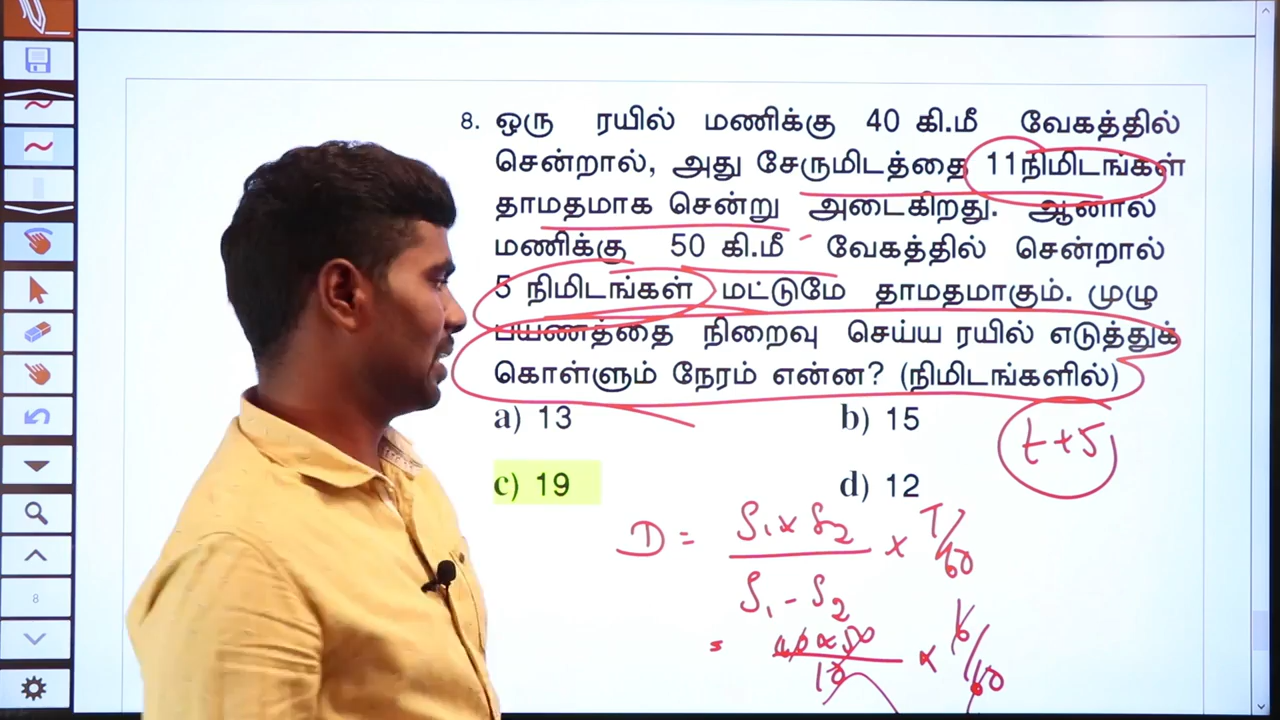 8. ஒரு ரயில் மணிக்கு 40 கி.மீ வேகத்தில்
சென்றால், அது சேருமிடத்தை 11நிமிடங்கள்
தாமதமாக சென்று அடைகிறது. ஆனால்
மணிக்கு 50 கி.மீ வேகத்தில் சென்றால்
5 நிமிடங்கள் மட்டுமே தாமதமாகும். முழு
பயணத்தை நிறைவு செய்ய ரயில் எடுத்துக்
கொள்ளும் நேரம் என்ன? (நிமிடங்களில்)
a) 13 b) 15
t + 5
c) 19 d) 12
D = S₁ x S₂ / S₁ - S₂ x T/60
= 40 x 50 / 10 x 6/60
8